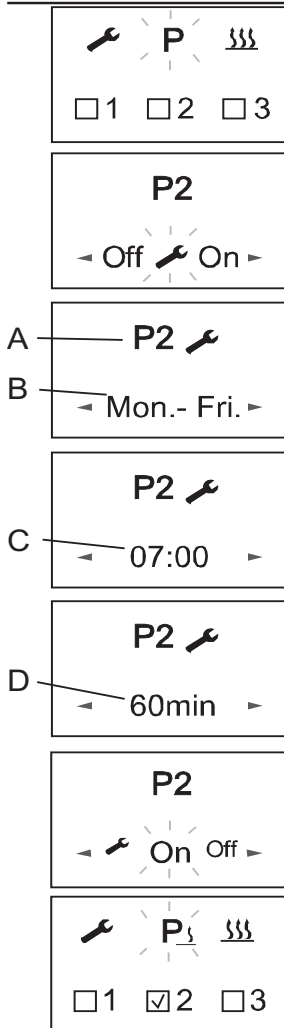 P
1 2 3
P2
Off On
A P2
B Mon.- Fri.
P2
C 07:00
P2
D 60min
P2
On Off
P
1 2 3